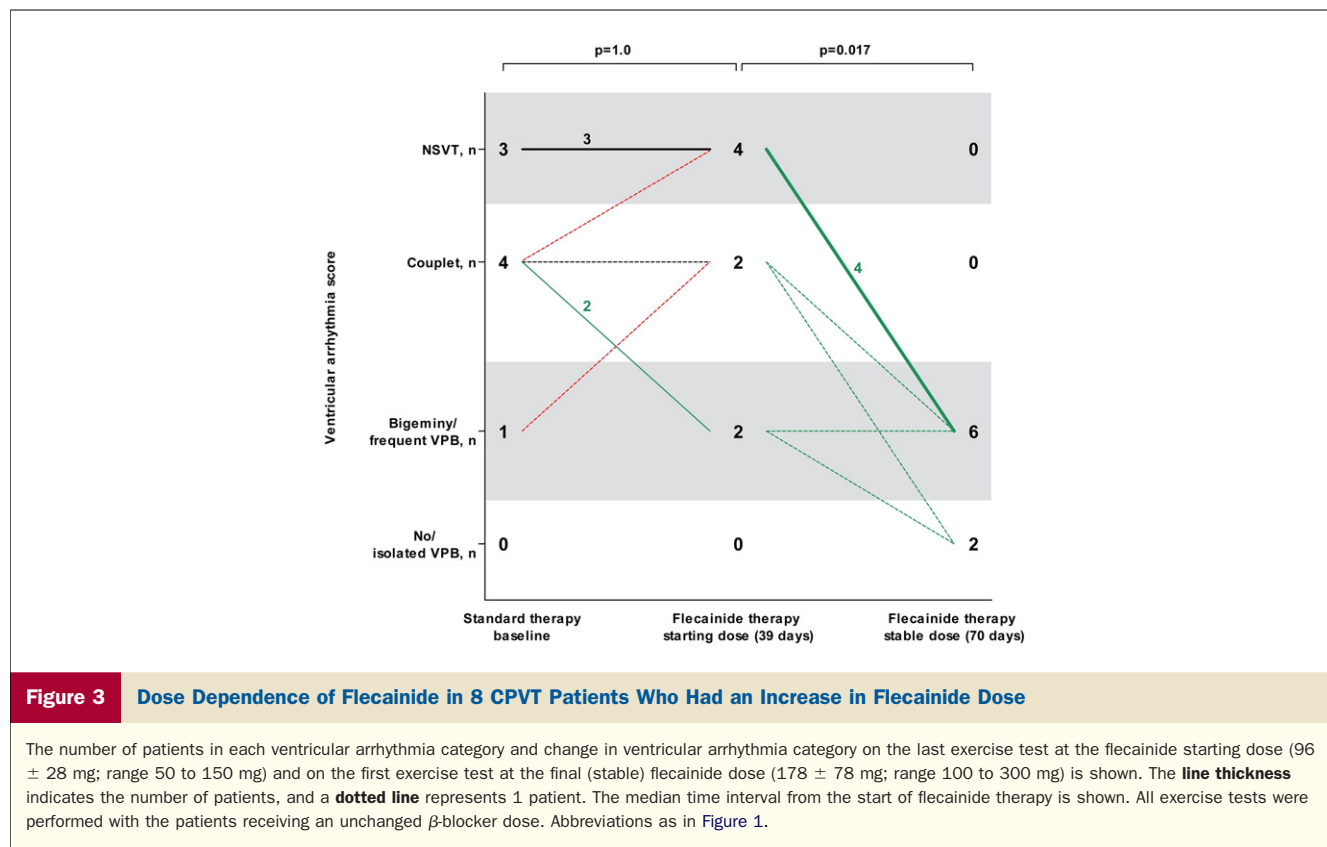 p=1.0 p=0.017
NSVT, n 3 3 4 0
Couplet, n 4 2 0
2 4
Ventricular arrhythmia score
Bigeminy/
frequent VPB, n 1 2 6
No/
isolated VPB, n 0 0 2
Standard therapy
baseline
Flecainide therapy
starting dose (39 days)
Flecainide therapy
stable dose (70 days)
Figure 3 Dose Dependence of Flecainide in 8 CPVT Patients Who Had an Increase in Flecainide Dose
The number of patients in each ventricular arrhythmia category and change in ventricular arrhythmia category on the last exercise test at the flecainide starting dose (96
± 28 mg; range 50 to 150 mg) and on the first exercise test at the final (stable) flecainide dose (178 ± 78 mg; range 100 to 300 mg) is shown. The line thickness
indicates the number of patients, and a dotted line represents 1 patient. The median time interval from the start of flecainide therapy is shown. All exercise tests were
performed with the patients receiving an unchanged β-blocker dose. Abbreviations as in Figure 1.